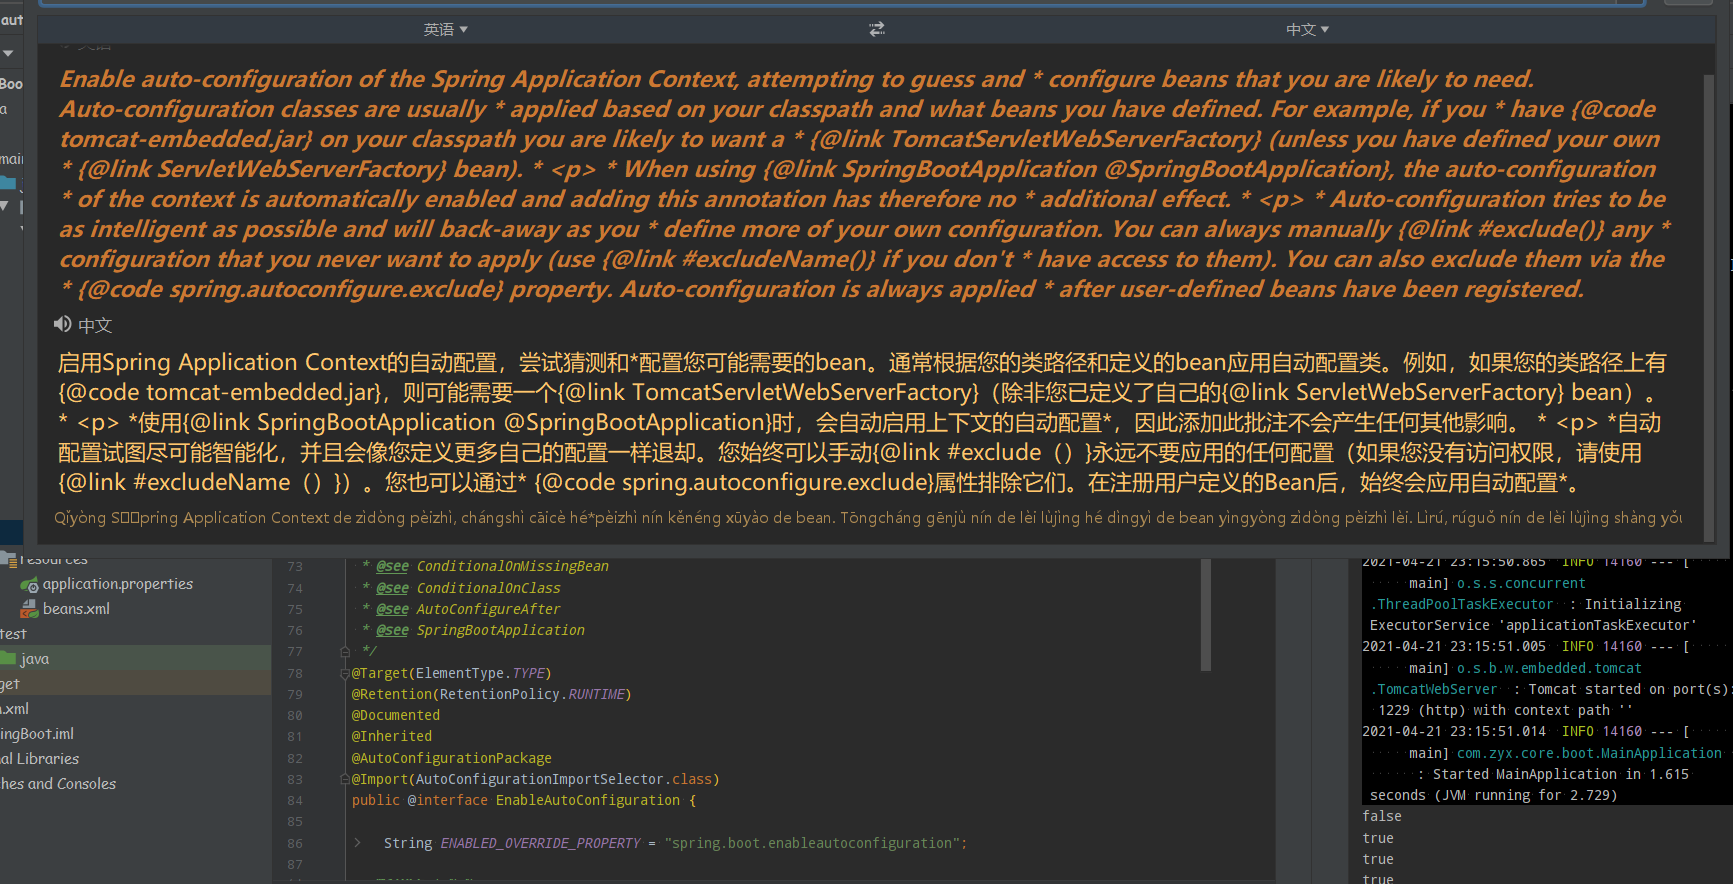 aut
英语
中文
Enable auto-configuration of the Spring Application Context, attempting to guess and * configure beans that you are likely to need.
Auto-configuration classes are usually * applied based on your classpath and what beans you have defined. For example, if you * have {@code
tomcat-embedded.jar} on your classpath you are likely to want a * {@link TomcatServletWebServerFactory} (unless you have defined your own
* {@link ServletWebServerFactory} bean). * <p> * When using {@link SpringBootApplication @SpringBootApplication}, the auto-configuration
* of the context is automatically enabled and adding this annotation has therefore no * additional effect. * <p> * Auto-configuration tries to be
as intelligent as possible and will back-away as you * define more of your own configuration. You can always manually {@link #exclude()} any *
configuration that you never want to apply (use {@link #excludeName()} if you don't * have access to them). You can also exclude them via the
* {@code spring.autoconfigure.exclude} property. Auto-configuration is always applied * after user-defined beans have been registered.
中文
启用Spring Application Context的自动配置，尝试猜测和*配置您可能需要的bean。通常根据您的类路径和定义的bean应用自动配置类。例如，如果您的类路径上有
{@code tomcat-embedded.jar}，则可能需要一个{@link TomcatServletWebServerFactory}（除非您已定义了自己的{@link ServletWebServerFactory} bean）。
* <p> *使用{@link SpringBootApplication @SpringBootApplication}时，会自动启用上下文的自动配置*，因此添加此批注不会产生任何其他影响。 * <p> *自动
配置试图尽可能智能化，并且会像您定义更多自己的配置一样退却。您始终可以手动{@link #exclude（）}永远不要应用的任何配置（如果您没有访问权限，请使用
{@link #excludeName（）}）。您也可以通过* {@code spring.autoconfigure.exclude}属性排除它们。在注册用户定义的Bean后，始终会应用自动配置*。
Qǐyòng Spring Application Context de zìdòng pèizhì, chángshì cāicè hé*pèizhì nín kěnéng xūyào de bean. Tōngcháng gēnjù nín de lèi lùjìng hé dìngyì de bean yìngyòng zìdòng pèizhì lèi. Lìrú, rúguǒ nín de lèi lùjìng shàng yǒu
Boo
a
mai
resources
application.properties
beans.xml
test
java
get
.xml
ingBoot.iml
al Libraries
hes and Consoles
73 * @see ConditionalOnMissingBean
74 * @see ConditionalOnClass
75 * @see AutoConfigureAfter
76 * @see SpringBootApplication
77 */
78 @Target(ElementType.TYPE)
79 @Retention(RetentionPolicy.RUNTIME)
80 @Documented
81 @Inherited
82 @AutoConfigurationPackage
83 @Import(AutoConfigurationImportSelector.class)
84 public @interface EnableAutoConfiguration {
85
86 String ENABLED_OVERRIDE_PROPERTY = "spring.boot.enableautoconfiguration";
87
2021-04-21 23:15:50.865 INFO 14160 --- [
main] o.s.s.concurrent
.ThreadPoolTaskExecutor : Initializing
ExecutorService 'applicationTaskExecutor'
2021-04-21 23:15:51.005 INFO 14160 --- [
main] o.s.b.w.embedded.tomcat
.TomcatWebServer : Tomcat started on port(s):
1229 (http) with context path ''
2021-04-21 23:15:51.014 INFO 14160 --- [
main] com.zyx.core.boot.MainApplication
: Started MainApplication in 1.615
seconds (JVM running for 2.729)
false
true
true
true